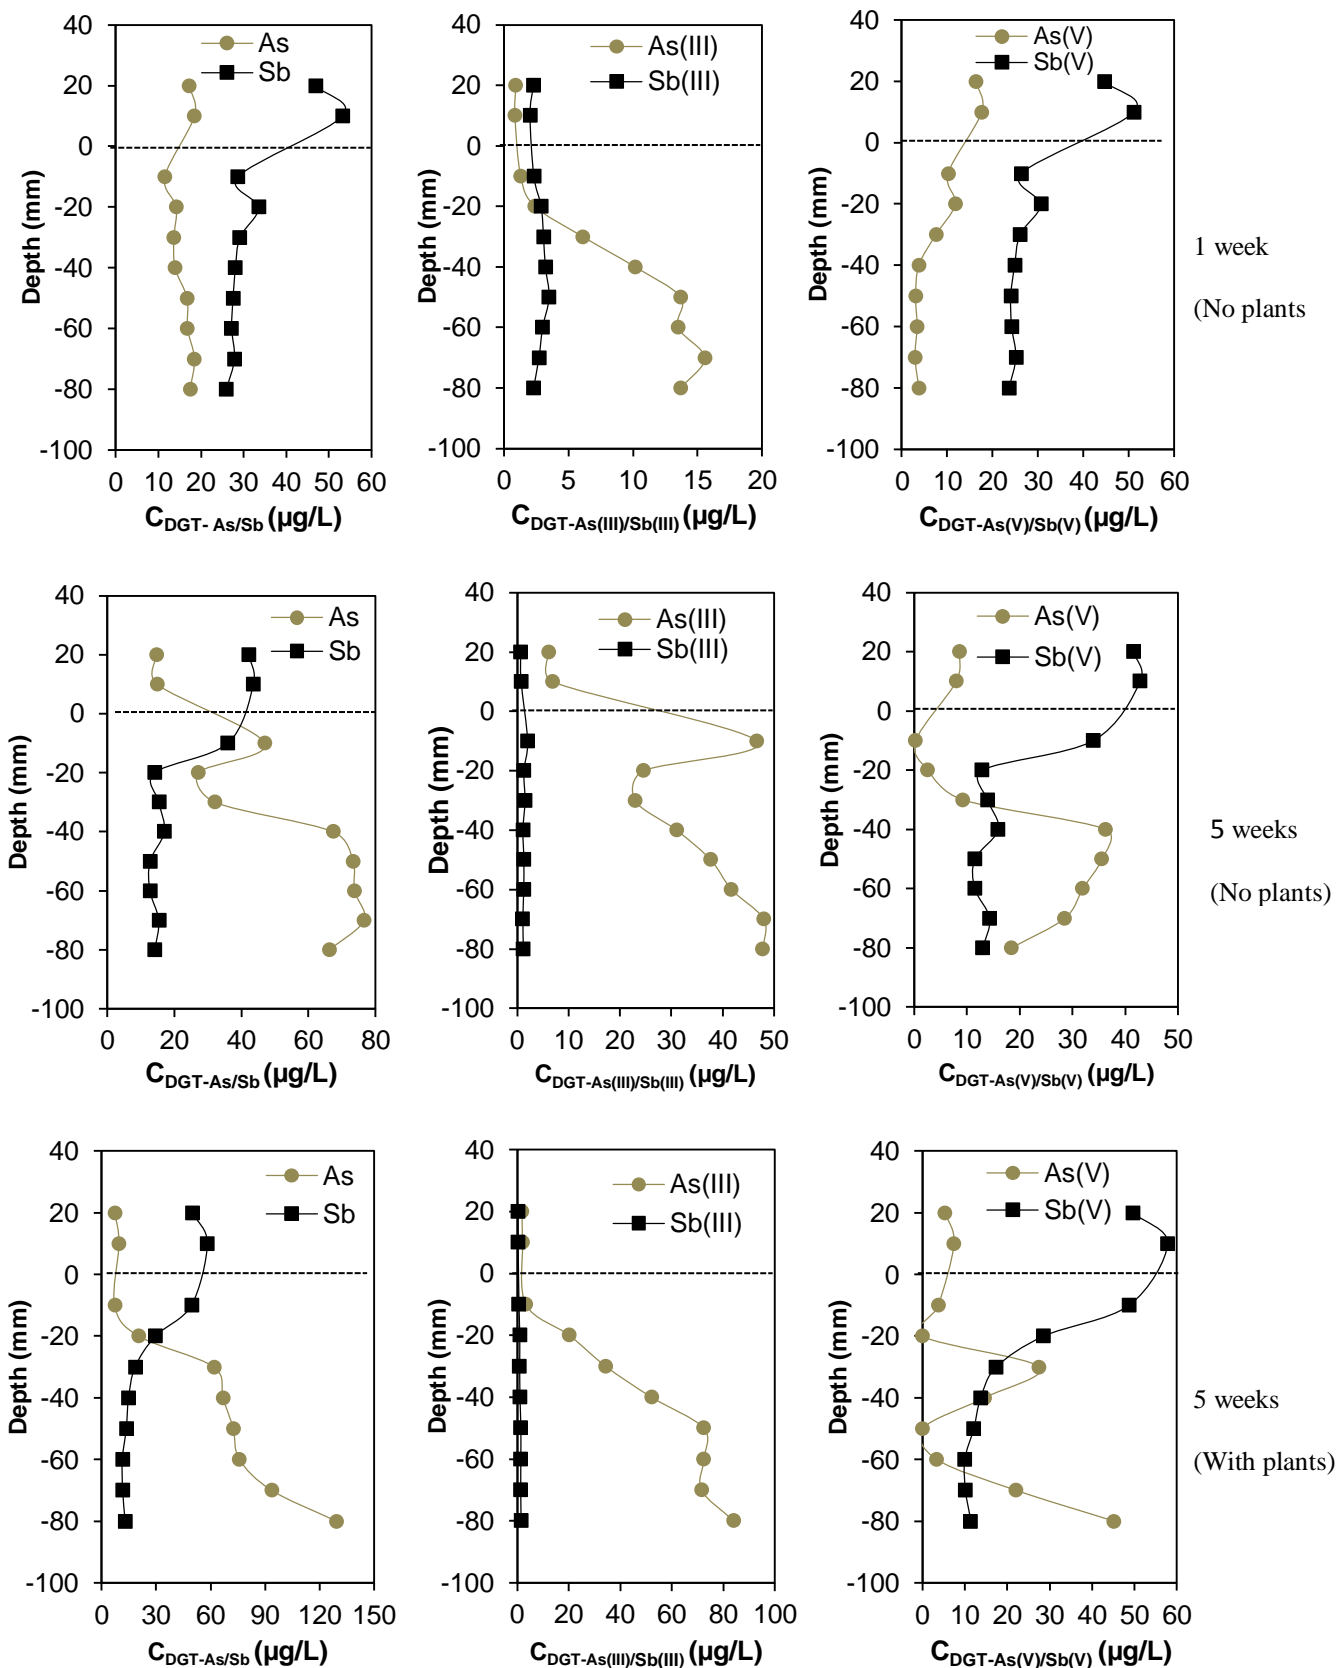 40
20
0
-20
-40
-60
-80
-100
Depth (mm)
As
Sb
0 10 20 30 40 50 60
CDGT- As/Sb (µg/L)
40
20
0
-20
-40
-60
-80
-100
Depth (mm)
As(III)
Sb(III)
0 5 10 15 20
CDGT-As(III)/Sb(III) (µg/L)
40
20
0
-20
-40
-60
-80
-100
Depth (mm)
As(V)
Sb(V)
0 10 20 30 40 50 60
CDGT-As(V)/Sb(V) (µg/L)
1 week
(No plants
40
20
0
-20
-40
-60
-80
-100
Depth (mm)
As
Sb
0 20 40 60 80
CDGT-As/Sb (µg/L)
40
20
0
-20
-40
-60
-80
-100
Depth (mm)
As(III)
Sb(III)
0 10 20 30 40 50
CDGT-As(III)/Sb(III) (µg/L)
40
20
0
-20
-40
-60
-80
-100
Depth (mm)
As(V)
Sb(V)
0 10 20 30 40 50
CDGT-As(V)/Sb(V) (µg/L)
5 weeks
(No plants)
40
20
0
-20
-40
-60
-80
-100
Depth (mm)
As
Sb
0 30 60 90 120 150
CDGT-As/Sb (µg/L)
40
20
0
-20
-40
-60
-80
-100
Depth (mm)
As(III)
Sb(III)
0 20 40 60 80 100
CDGT-As(III)/Sb(III) (µg/L)
40
20
0
-20
-40
-60
-80
-100
Depth (mm)
As(V)
Sb(V)
0 10 20 30 40 50 60
CDGT-As(V)/Sb(V) (µg/L)
5 weeks
(With plants)